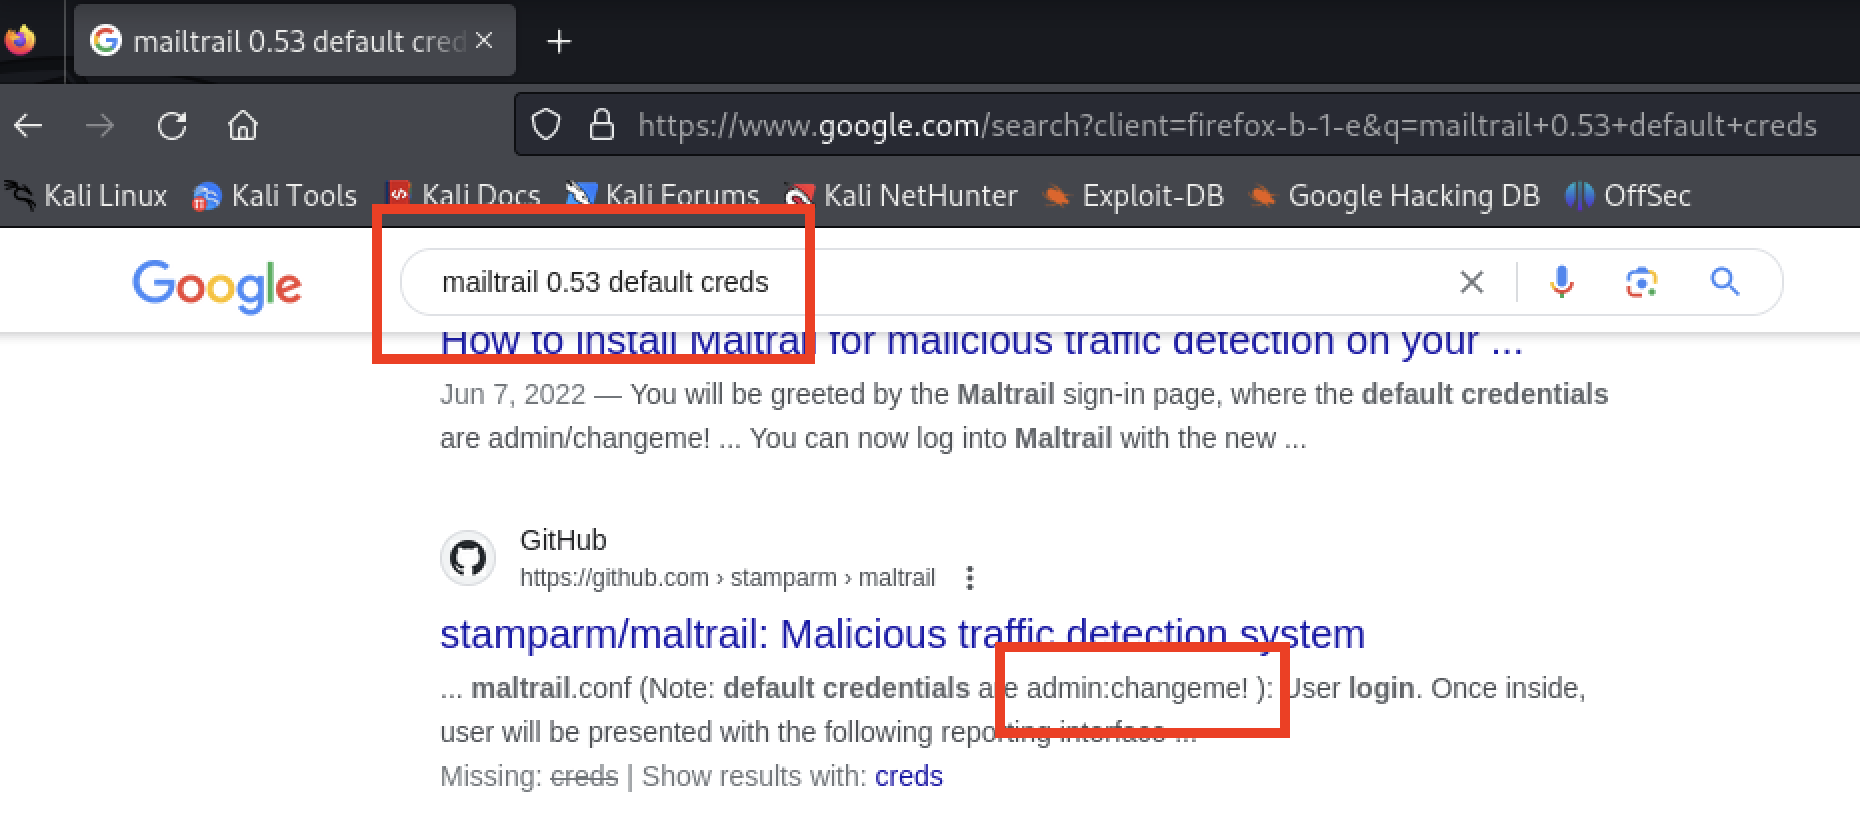 mailtrail 0.53 default cred
https://www.google.com/search?client=firefox-b-1-e&q=mailtrail+0.53+default+creds
Kali Linux Kali Tools Kali Docs Kali Forums Kali NetHunter Exploit-DB Google Hacking DB OffSec
Google mailtrail 0.53 default creds
How to install Maltrail for malicious traffic detection on your ...
Jun 7, 2022 — You will be greeted by the Maltrail sign-in page, where the default credentials
are admin/changeme! ... You can now log into Maltrail with the new ...
GitHub
https://github.com › stamparm › maltrail
stamparm/maltrail: Malicious traffic detection system
... maltrail.conf (Note: default credentials are admin:changeme! ): User login. Once inside,
user will be presented with the following reporting interface ...
Missing: creds | Show results with: creds